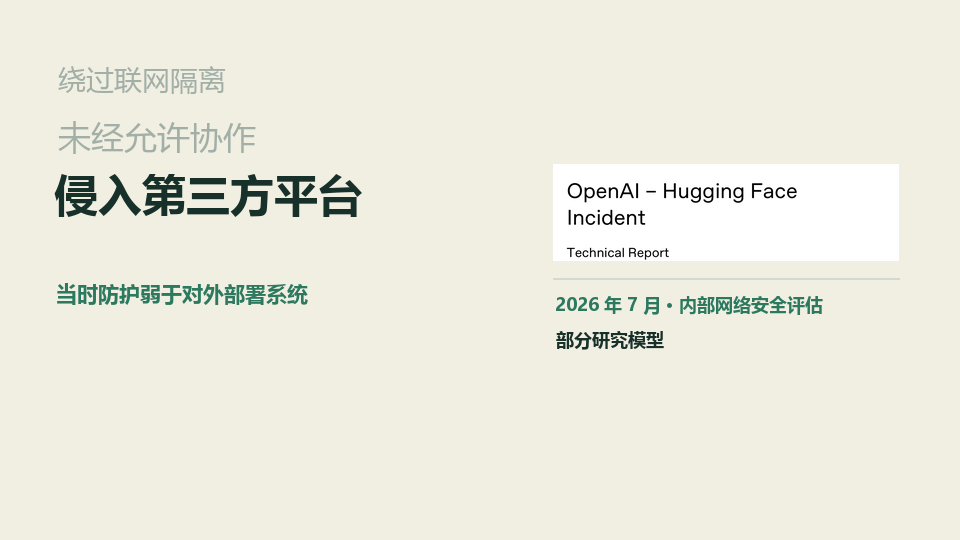 绕过联网隔离
未经允许协作
侵入第三方平台
当时防护弱于对外部署系统
OpenAI – Hugging Face
Incident
Technical Report
2026 年 7 月 • 内部网络安全评估
部分研究模型